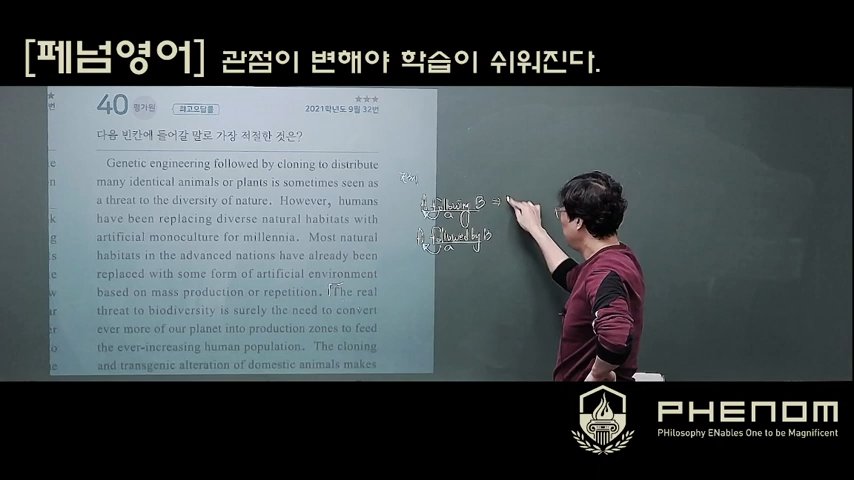 [페넘영어] 관점이 변해야 학습이 쉬워진다.
40 평가원 ★★★
2021학년도 9월 32번
다음 빈칸에 들어갈 말로 가장 적절한 것은?
Genetic engineering followed by cloning to distribute
many identical animals or plants is sometimes seen as
a threat to the diversity of nature. However, humans
have been replacing diverse natural habitats with
artificial monoculture for millennia. Most natural
habitats in the advanced nations have already been
replaced with some form of artificial environment
based on mass production or repetition. The real
threat to biodiversity is surely the need to convert
ever more of our planet into production zones to feed
the ever-increasing human population. The cloning
and transgenic alteration of domestic animals makes
A following B ⇒
a
A followed by B
a
PHENOM
PHilosophy ENables One to be Magnificent